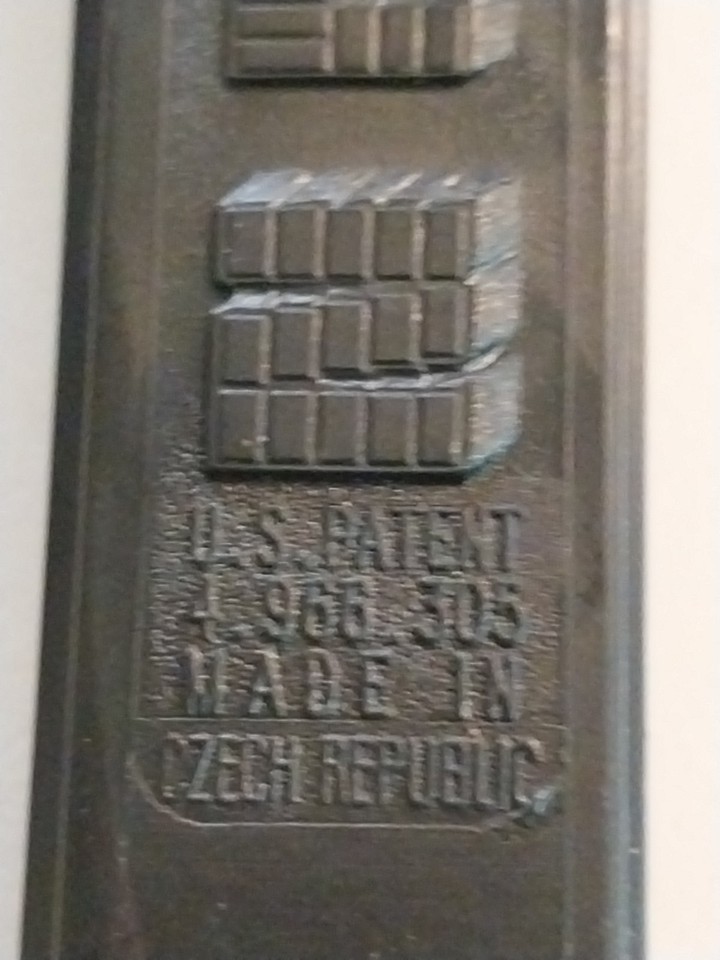 U.S.PATENT
4.966.305
MADE IN
CZECH REPUBLIC